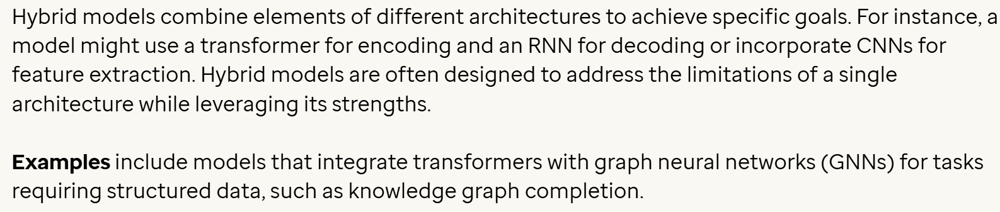 Hybrid models combine elements of different architectures to achieve specific goals. For instance, a
model might use a transformer for encoding and an RNN for decoding or incorporate CNNs for
feature extraction. Hybrid models are often designed to address the limitations of a single
architecture while leveraging its strengths.
Examples include models that integrate transformers with graph neural networks (GNNs) for tasks
requiring structured data, such as knowledge graph completion.